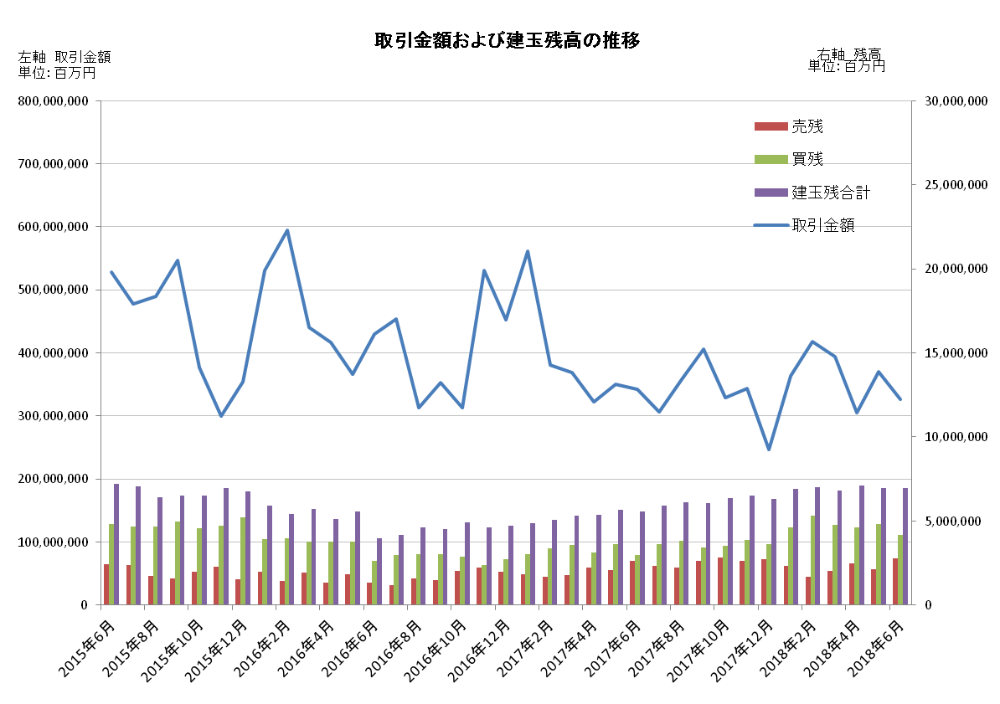 取引金額および建玉残高の推移
左軸 取引金額
単位: 百万円
右軸 残高
単位: 百万円
800,000,000
700,000,000
600,000,000
500,000,000
400,000,000
300,000,000
200,000,000
100,000,000
0
30,000,000
25,000,000
20,000,000
15,000,000
10,000,000
5,000,000
0
売残
買残
建玉残合計
取引金額
2015年6月
2015年8月
2015年10月
2015年12月
2016年2月
2016年4月
2016年6月
2016年8月
2016年10月
2016年12月
2017年2月
2017年4月
2017年6月
2017年8月
2017年10月
2017年12月
2018年2月
2018年4月
2018年6月